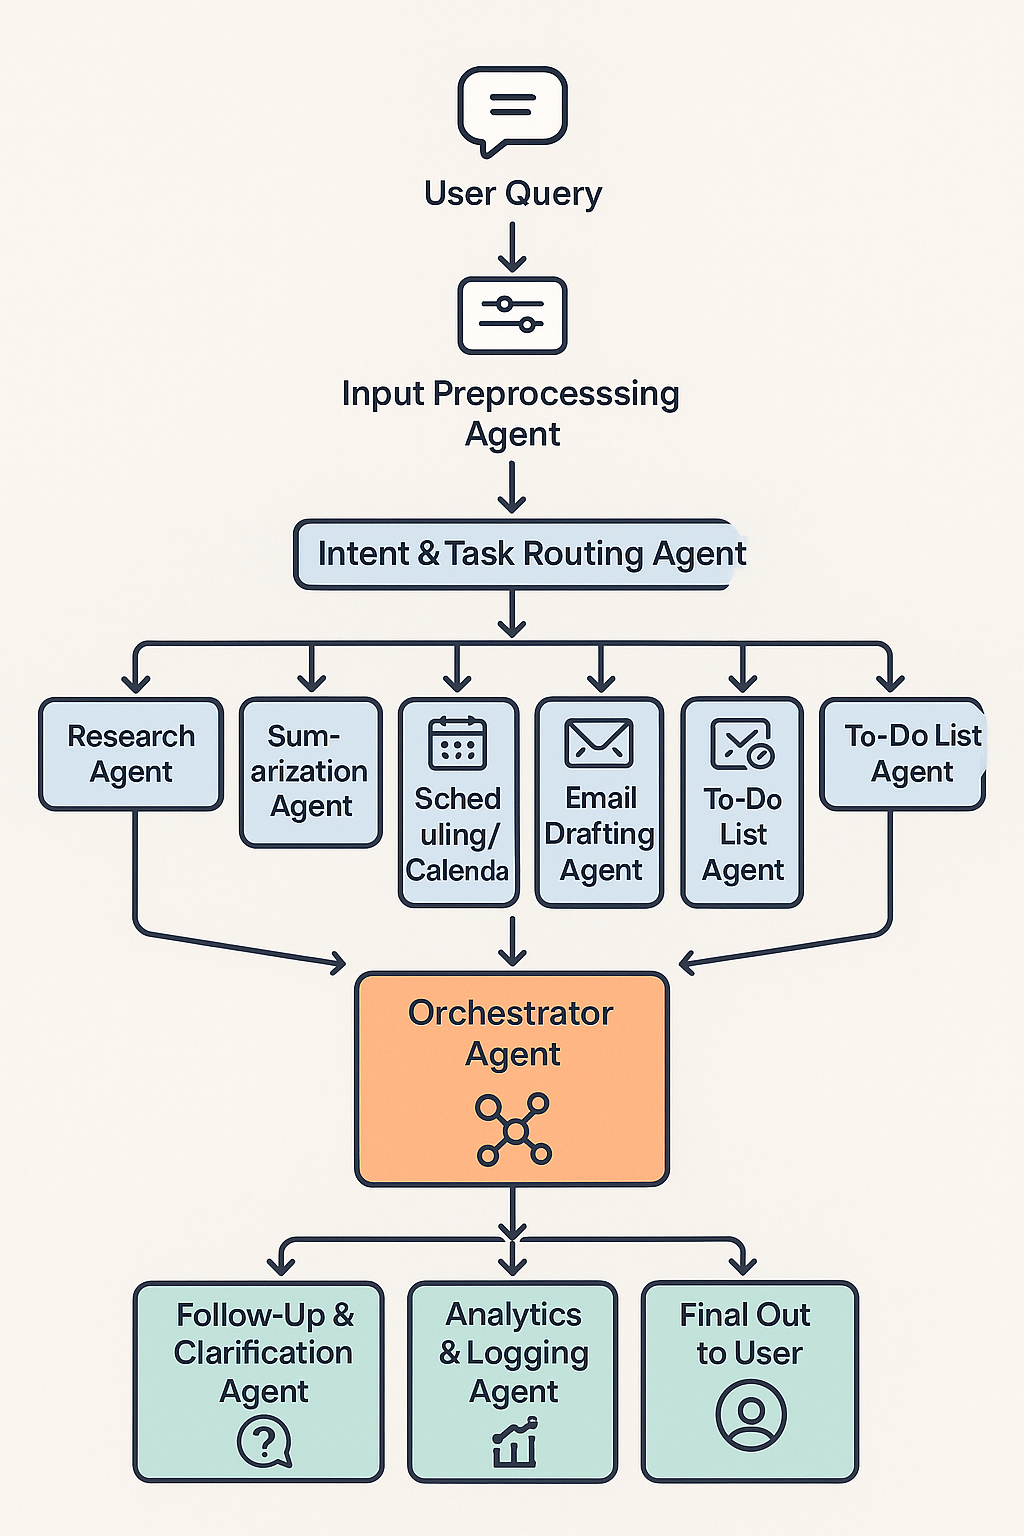 User Query
Input Preprocesssing
Agent
Intent & Task Routing Agent
Research
Agent
Sum-
arization
Agent
Sched
uling/
Calenda
Email
Drafting
Agent
To-Do
List
Agent
To-Do List
Agent
Orchestrator
Agent
Follow-Up &
Clarification
Agent
Analytics
& Logging
Agent
Final Out
to User